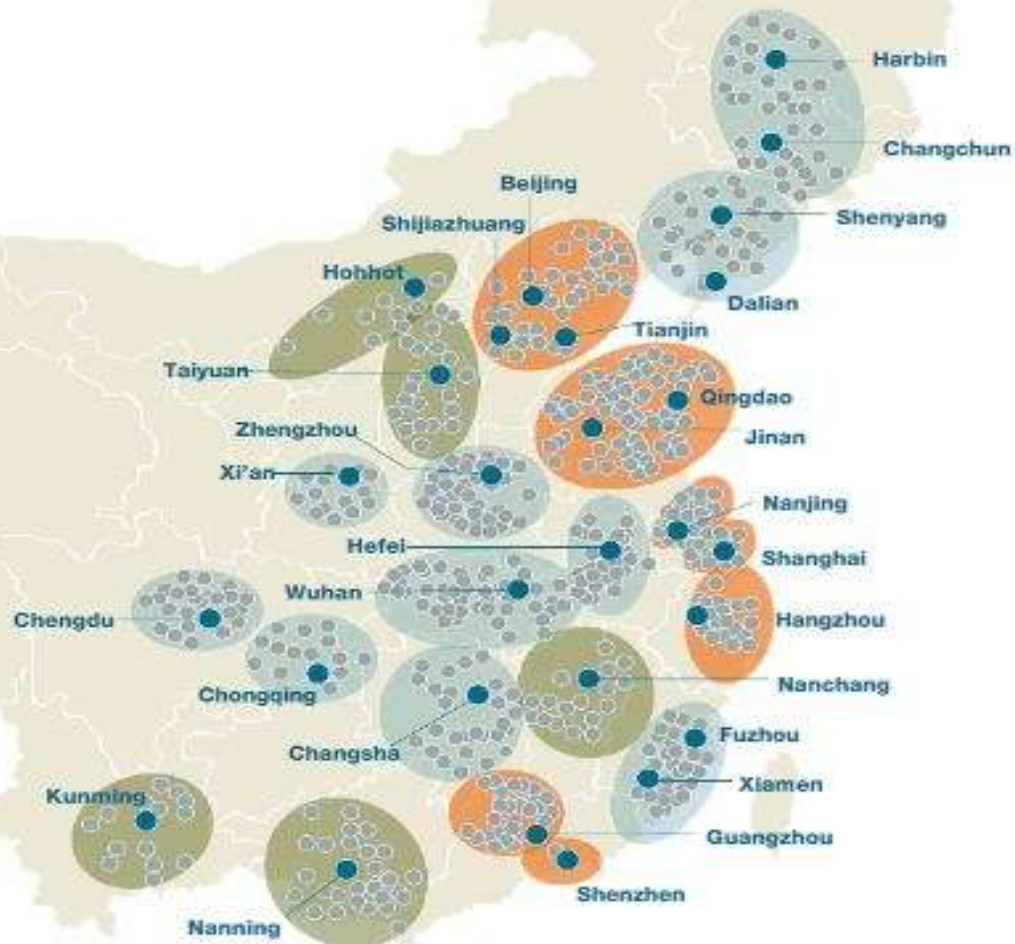 Harbin
Changchun
Beijing
Shijiazhuang
Shenyang
Hohhot
Dalian
Tianjin
Taiyuan
Qingdao
Zhengzhou
Jinan
Xi'an
Nanjing
Hefei
Shanghai
Wuhan
Chengdu
Hangzhou
Chongqing
Nanchang
Changsha
Fuzhou
Xiamen
Kunming
Guangzhou
Shenzhen
Nanning